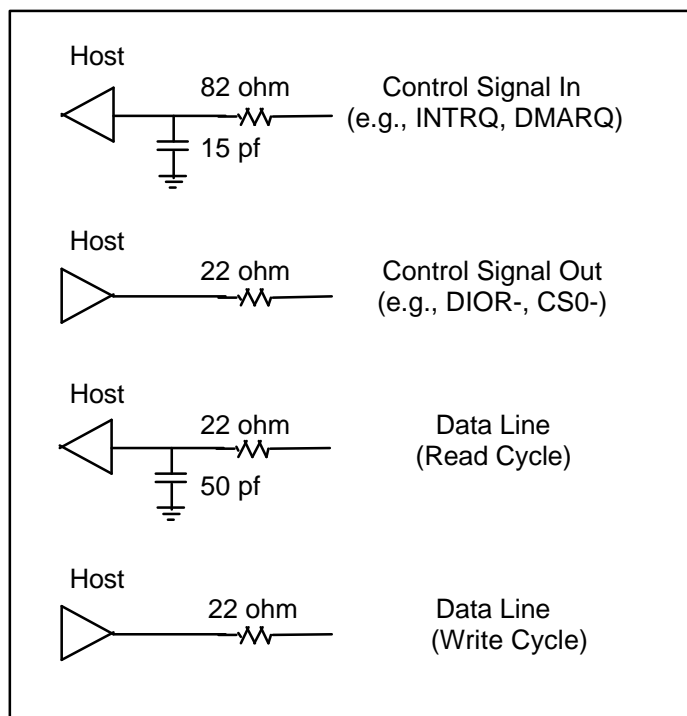 Host
82 ohm
Control Signal In
(e.g., INTRQ, DMARQ)
15 pf
Host
22 ohm
Control Signal Out
(e.g., DIOR-, CS0-)
Host
22 ohm
Data Line
(Read Cycle)
50 pf
Host
22 ohm
Data Line
(Write Cycle)